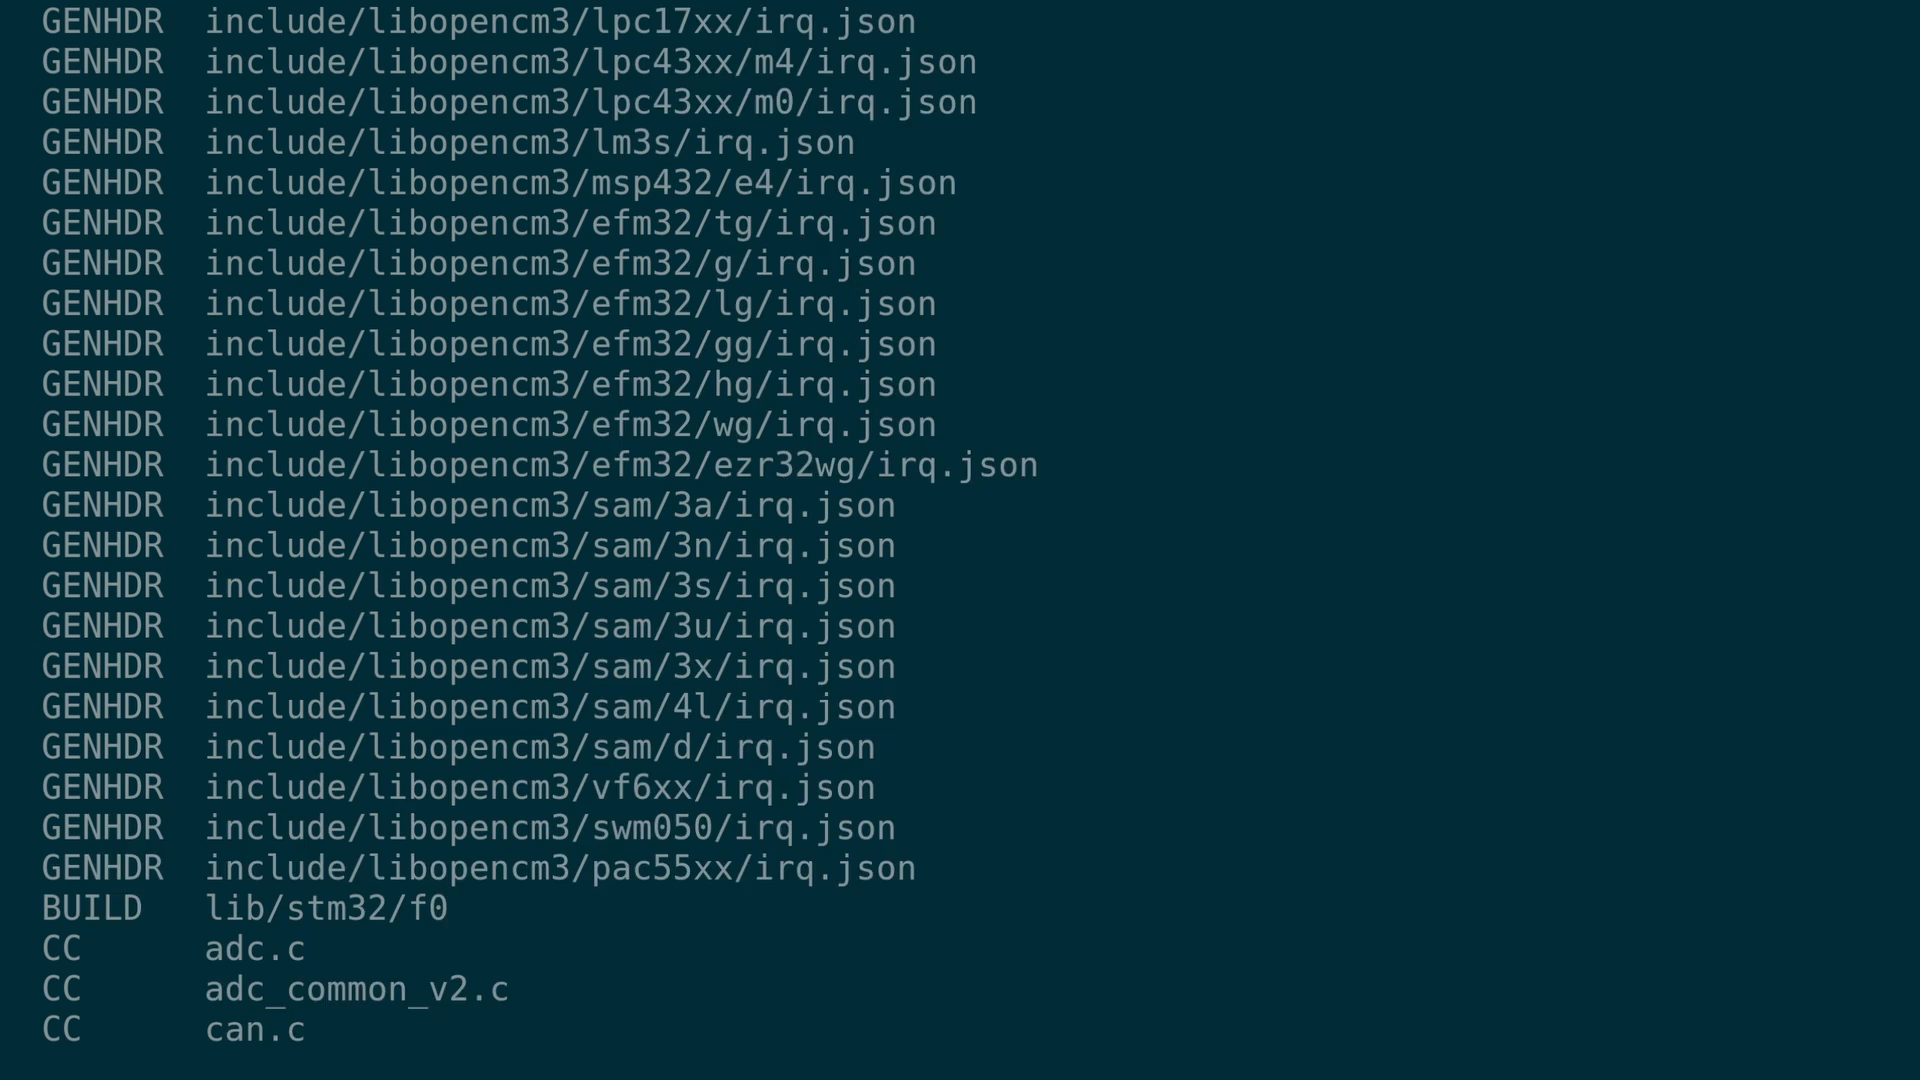 GENHDR  include/libopencm3/lpc17xx/irq.json
GENHDR  include/libopencm3/lpc43xx/m4/irq.json
GENHDR  include/libopencm3/lpc43xx/m0/irq.json
GENHDR  include/libopencm3/lm3s/irq.json
GENHDR  include/libopencm3/msp432/e4/irq.json
GENHDR  include/libopencm3/efm32/tg/irq.json
GENHDR  include/libopencm3/efm32/g/irq.json
GENHDR  include/libopencm3/efm32/lg/irq.json
GENHDR  include/libopencm3/efm32/gg/irq.json
GENHDR  include/libopencm3/efm32/hg/irq.json
GENHDR  include/libopencm3/efm32/wg/irq.json
GENHDR  include/libopencm3/efm32/ezr32wg/irq.json
GENHDR  include/libopencm3/sam/3a/irq.json
GENHDR  include/libopencm3/sam/3n/irq.json
GENHDR  include/libopencm3/sam/3s/irq.json
GENHDR  include/libopencm3/sam/3u/irq.json
GENHDR  include/libopencm3/sam/3x/irq.json
GENHDR  include/libopencm3/sam/4l/irq.json
GENHDR  include/libopencm3/sam/d/irq.json
GENHDR  include/libopencm3/vf6xx/irq.json
GENHDR  include/libopencm3/swm050/irq.json
GENHDR  include/libopencm3/pac55xx/irq.json
BUILD   lib/stm32/f0
CC      adc.c
CC      adc_common_v2.c
CC      can.c